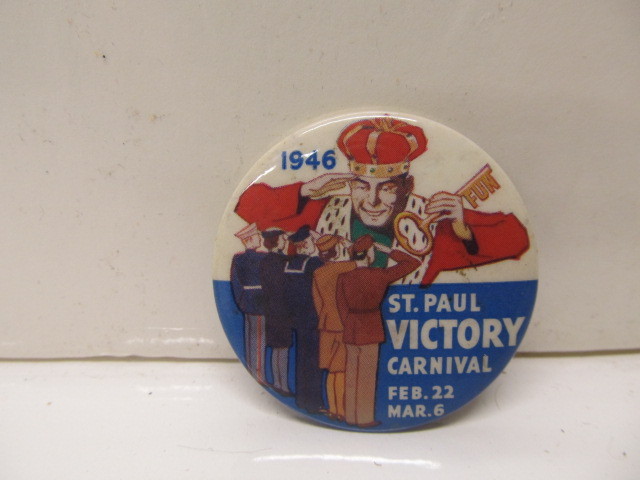 1946
FUN
ST. PAUL
VICTORY
CARNIVAL
FEB. 22
MAR. 6